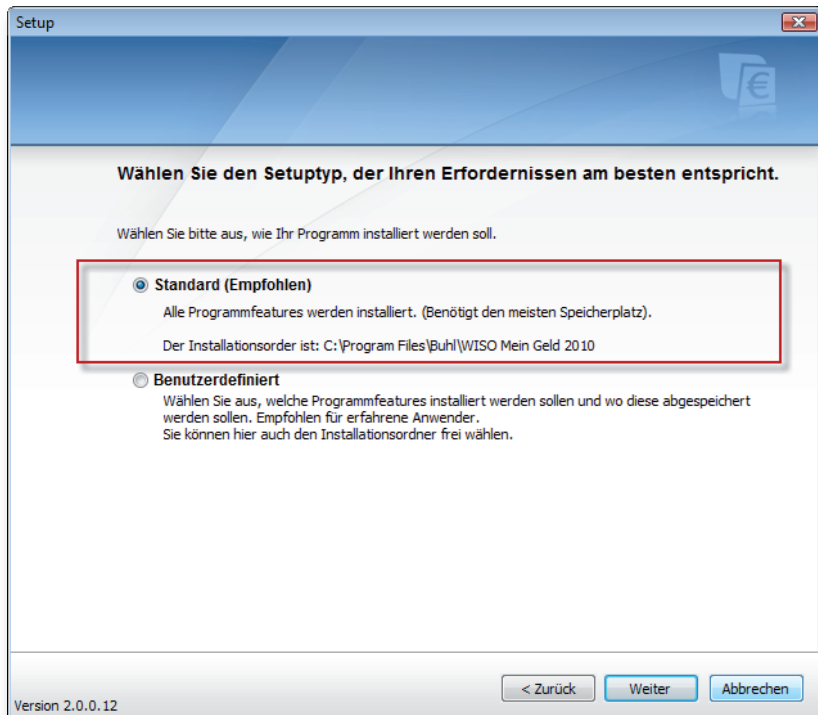 Setup
€
Wählen Sie den Setuptyp, der Ihren Erfordernissen am besten entspricht.
Wählen Sie bitte aus, wie Ihr Programm installiert werden soll.
Standard (Empfohlen)
Alle Programmfeatures werden installiert. (Benötigt den meisten Speicherplatz).
Der Installationsorder ist: C:\Program Files\Buhl\WISO Mein Geld 2010
Benutzerdefiniert
Wählen Sie aus, welche Programmfeatures installiert werden sollen und wo diese abgespeichert
werden sollen. Empfohlen für erfahrene Anwender.
Sie können hier auch den Installationsordner frei wählen.
< Zurück
Weiter
Abbrechen
Version 2.0.0.12